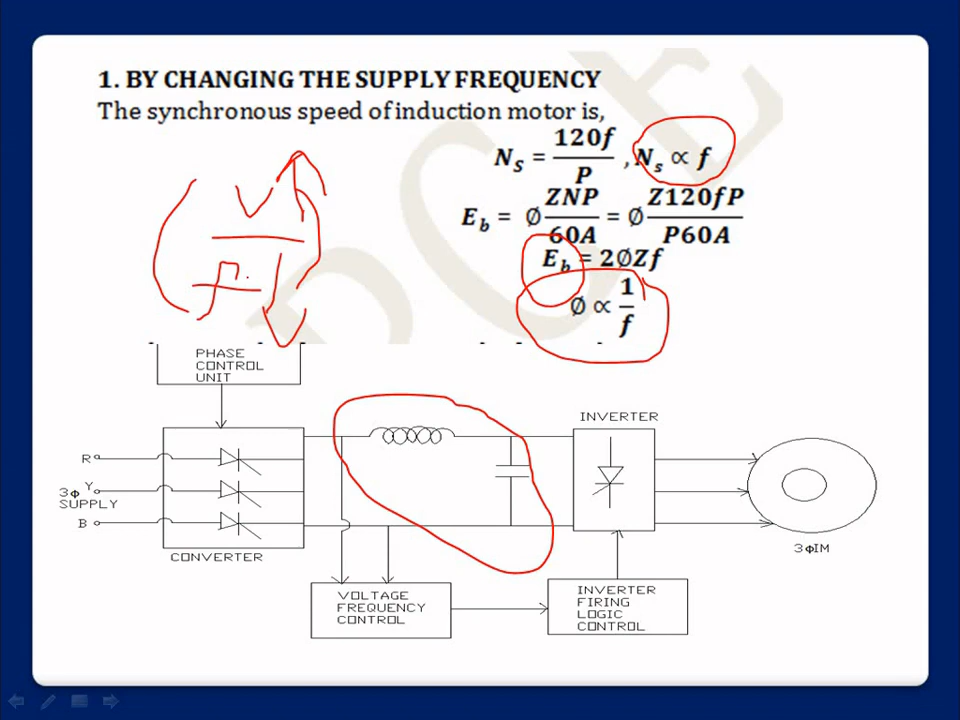 1. BY CHANGING THE SUPPLY FREQUENCY
The synchronous speed of induction motor is,
N_S = 120f / P , N_s ∝ f
E_b = Ø ZNP / 60A = Ø Z120fP / P60A
E_b = 2ØZf
Ø ∝ 1 / f
V
f
PHASE
CONTROL
UNIT
INVERTER
R
Y
3ϕ
SUPPLY
B
CONVERTER
3ϕIM
VOLTAGE
FREQUENCY
CONTROL
INVERTER
FIRING
LOGIC
CONTROL